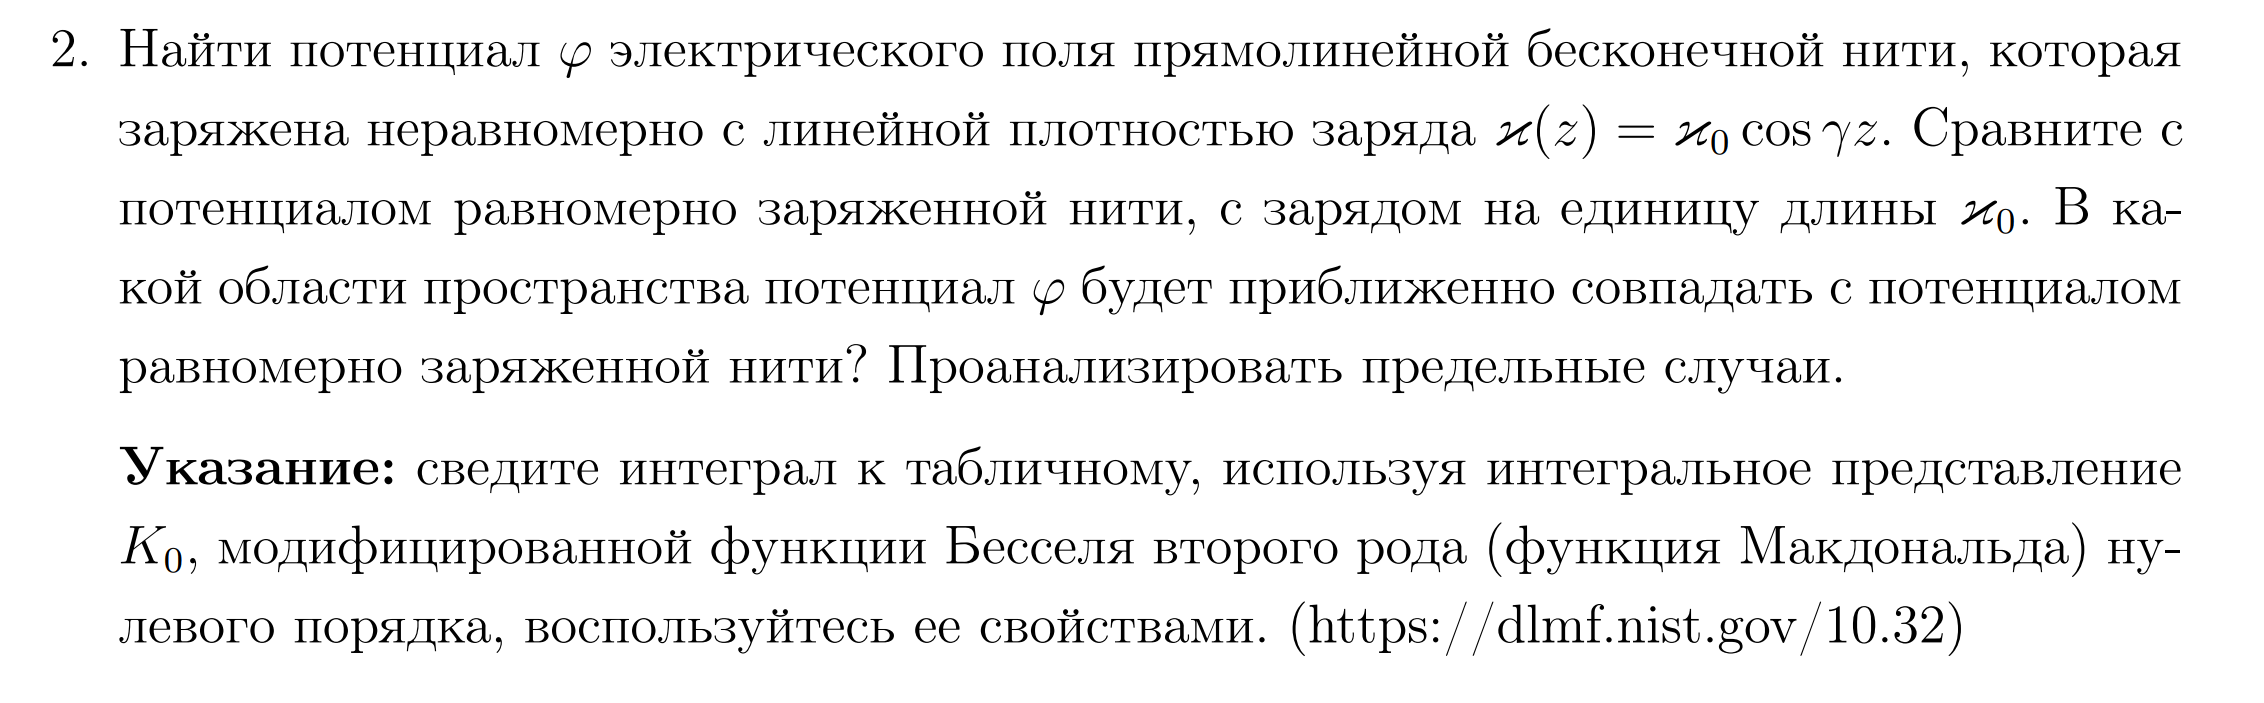 2. Найти потенциал φ электрического поля прямолинейной бесконечной нити, которая
заряжена неравномерно с линейной плотностью заряда ϰ(z) = ϰ₀ cos γz. Сравните с
потенциалом равномерно заряженной нити, с зарядом на единицу длины ϰ₀. В ка-
кой области пространства потенциал φ будет приближенно совпадать с потенциалом
равномерно заряженной нити? Проанализировать предельные случаи.
Указание: сведите интеграл к табличному, используя интегральное представление
K₀, модифицированной функции Бесселя второго рода (функция Макдональда) ну-
левого порядка, воспользуйтесь ее свойствами. (https://dlmf.nist.gov/10.32)